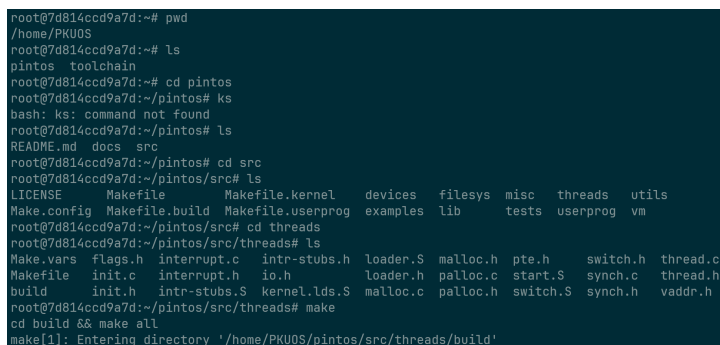 root@7d814ccd9a7d:~# pwd
/home/PKUOS
root@7d814ccd9a7d:~# ls
pintos  toolchain
root@7d814ccd9a7d:~# cd pintos
root@7d814ccd9a7d:~/pintos# ks
bash: ks: command not found
root@7d814ccd9a7d:~/pintos# ls
README.md  docs  src
root@7d814ccd9a7d:~/pintos# cd src
root@7d814ccd9a7d:~/pintos/src# ls
LICENSE      Makefile        Makefile.kernel    devices   filesys  misc   threads   utils
Make.config  Makefile.build  Makefile.userprog  examples  lib      tests  userprog  vm
root@7d814ccd9a7d:~/pintos/src# cd threads
root@7d814ccd9a7d:~/pintos/src/threads# ls
Make.vars  flags.h  interrupt.c   intr-stubs.h  loader.S  malloc.h  pte.h     switch.h  thread.c
Makefile   init.c   interrupt.h   io.h          loader.h  palloc.c  start.S   synch.c   thread.h
build      init.h   intr-stubs.S  kernel.lds.S  malloc.c  palloc.h  switch.S  synch.h   vaddr.h
root@7d814ccd9a7d:~/pintos/src/threads# make
cd build && make all
make[1]: Entering directory '/home/PKUOS/pintos/src/threads/build'